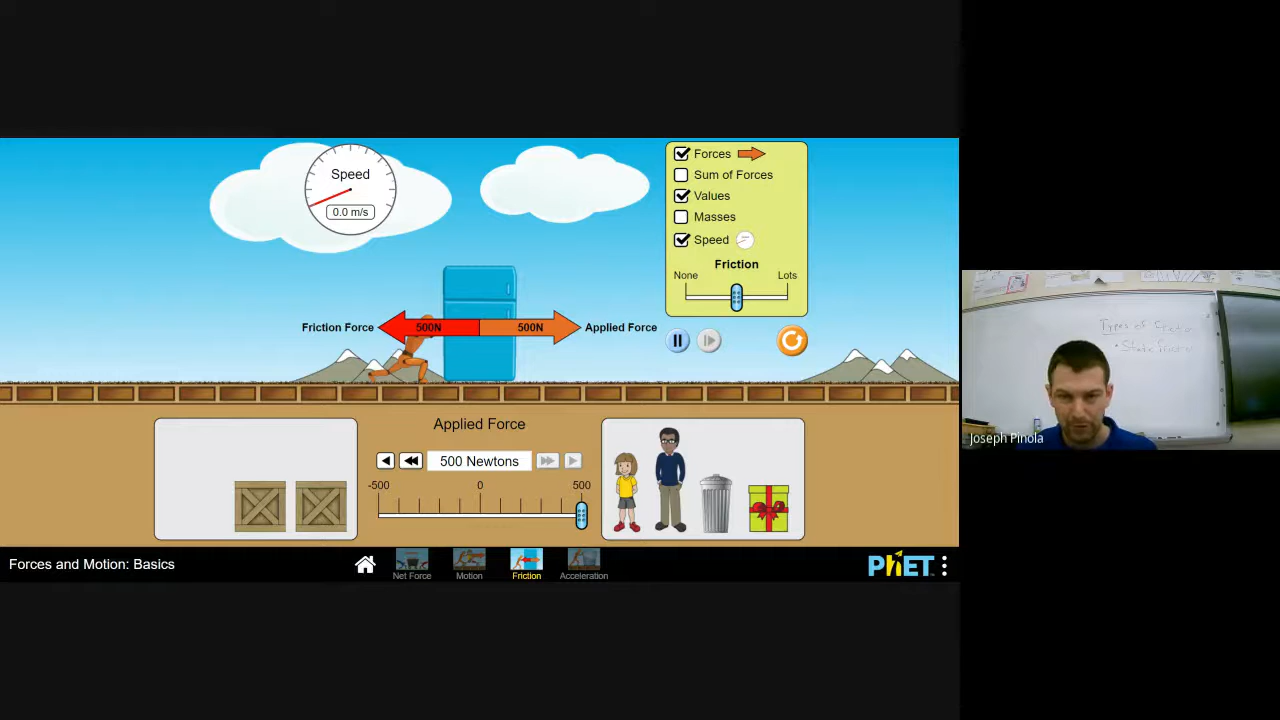 Speed
0.0 m/s
Forces
Sum of Forces
Values
Masses
Speed
Friction
None
Lots
Friction Force
500N
500N
Applied Force
Applied Force
500 Newtons
-500
0
500
Joseph Pinola
Types of
Static
Forces and Motion: Basics
Net Force
Motion
Friction
Acceleration
PhET